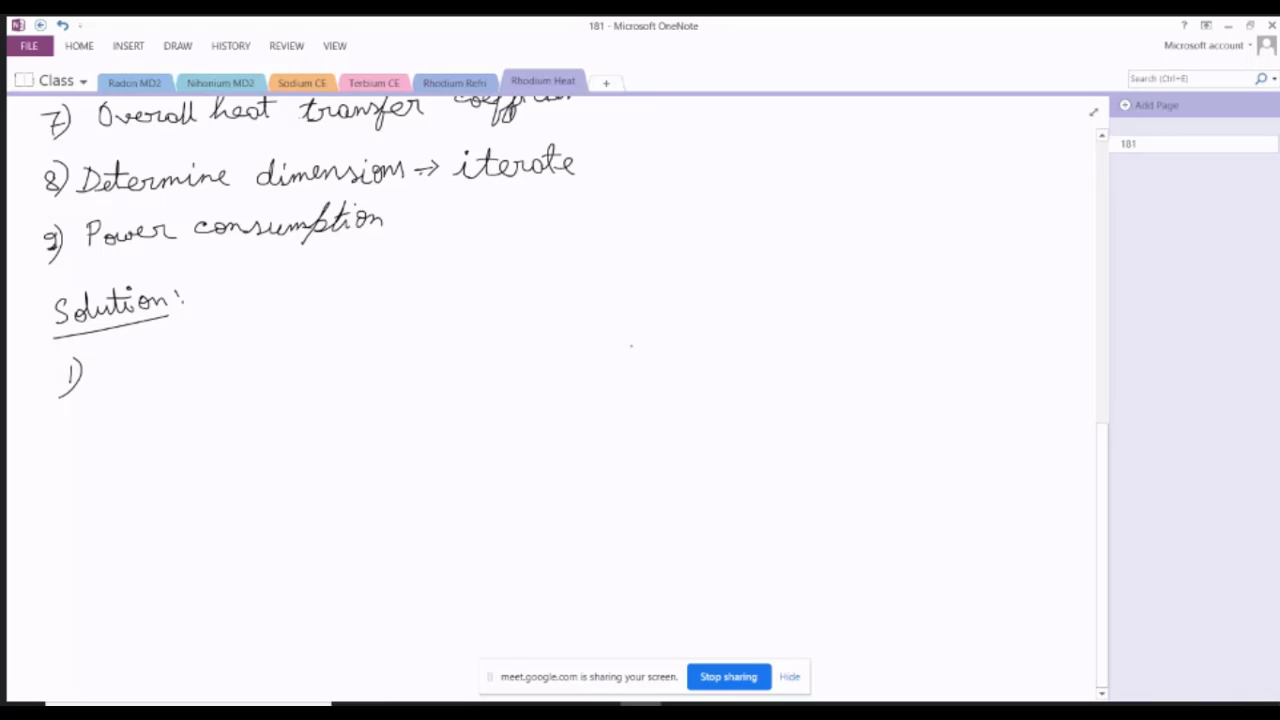 181 - Microsoft OneNote
?
FILE HOME INSERT DRAW HISTORY REVIEW VIEW
Microsoft account
Class
Radon MD2 Nihonium MD2 Sodium CE Terbium CE Rhodium Refri Rhodium Heat +
Search (Ctrl+E)
Add Page
181
7) Overall heat transfer
8) Determine dimensions → iterate
9) Power consumption
Solution:
1)
meet.google.com is sharing your screen. Stop sharing Hide